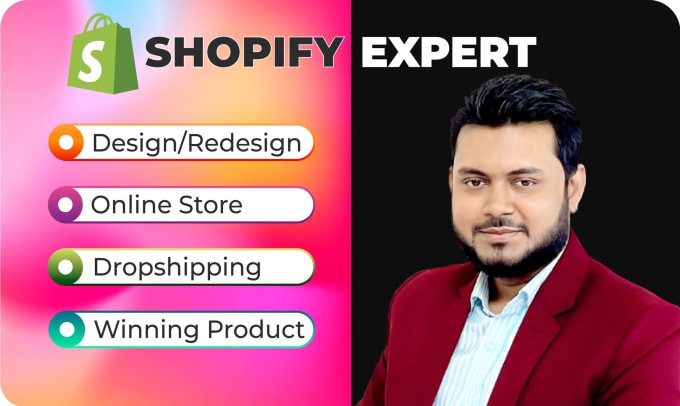 SHOPIFY EXPERT
Design/Redesign
Online Store
Dropshipping
Winning Product